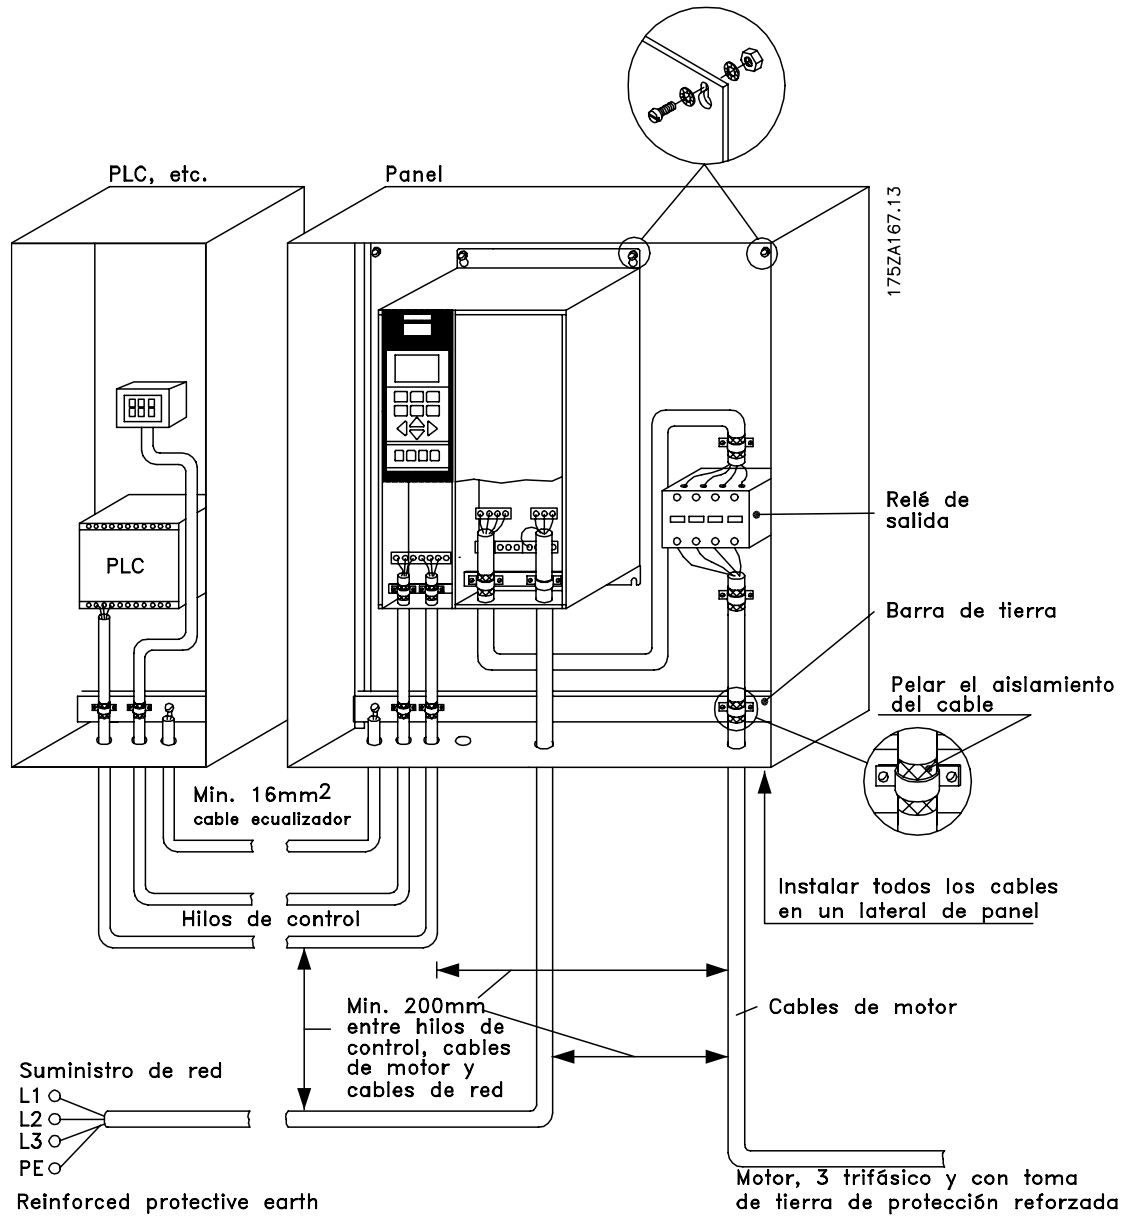 PLC, etc.
Panel
175ZA167.13
PLC
Relé de
salida
Barra de tierra
Pelar el aislamiento
del cable
Min. 16mm2
cable ecualizador
Hilos de control
Instalar todos los cables
en un lateral de panel
Min. 200mm
entre hilos de
control, cables
de motor y
cables de red
Cables de motor
Suministro de red
L1
L2
L3
PE
Reinforced protective earth
Motor, 3 trifásico y con toma
de tierra de protección reforzada